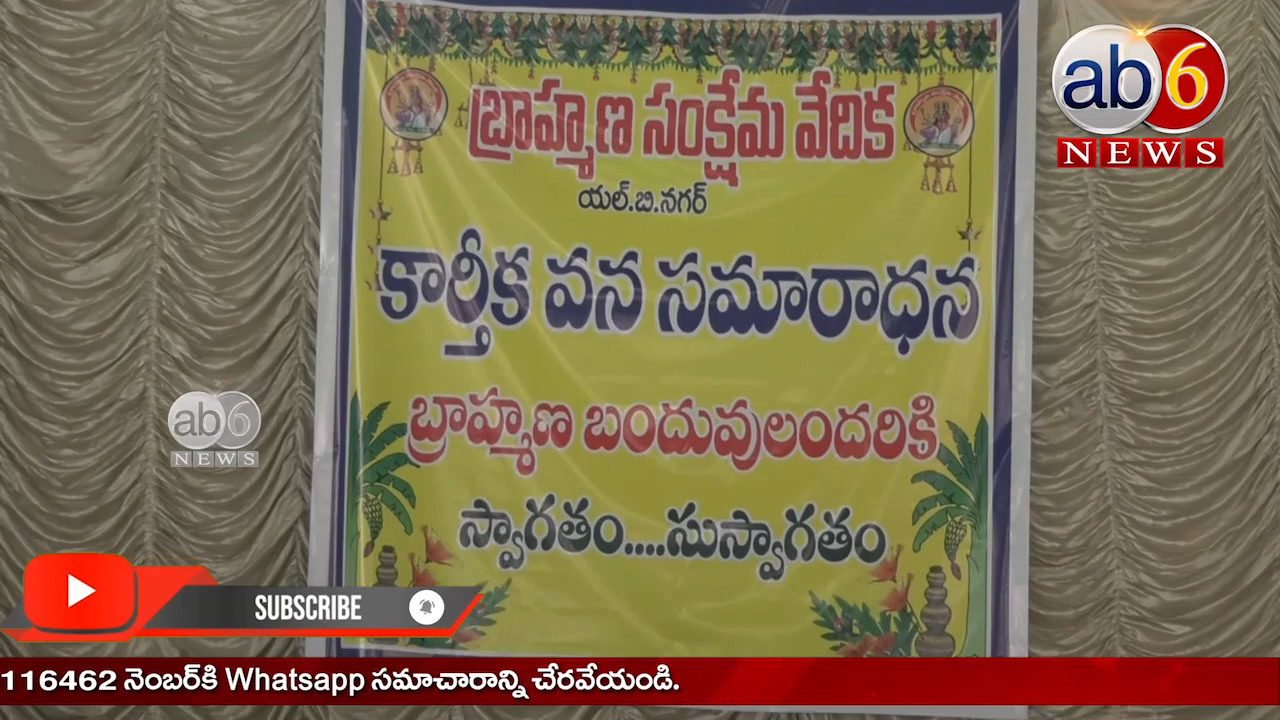 బ్రాహ్మణ సంక్షేమ వేదిక
యల్.బి.నగర్
కార్తీక వన సమారాధన
బ్రాహ్మణ బందువులందరికి
స్వాగతం....సుస్వాగతం
ab6
NEWS
ab6
NEWS
SUBSCRIBE
116462 నెంబర్‌కి Whatsapp సమాచారాన్ని చేరవేయండి.